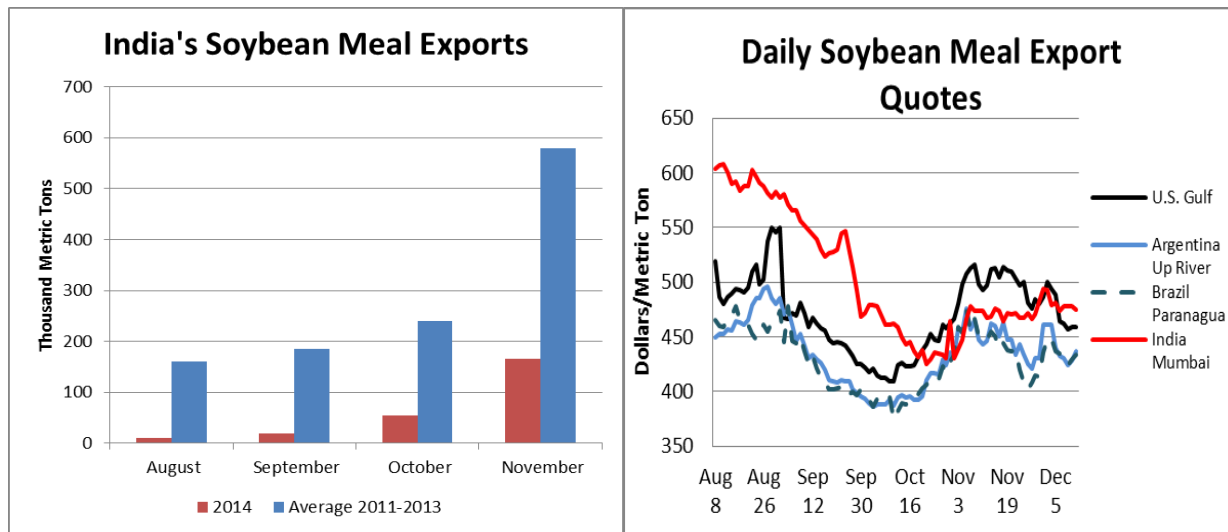 India's Soybean Meal Exports
Thousand Metric Tons
700
600
500
400
300
200
100
0
August September October November
2014 Average 2011-2013
Daily Soybean Meal Export
Quotes
Dollars/Metric Ton
650
600
550
500
450
400
350
Aug Aug Sep Sep Oct Nov Nov Dec
8 26 12 30 16 3 19 5
U.S. Gulf
Argentina
Up River
Brazil
Paranagua
India
Mumbai